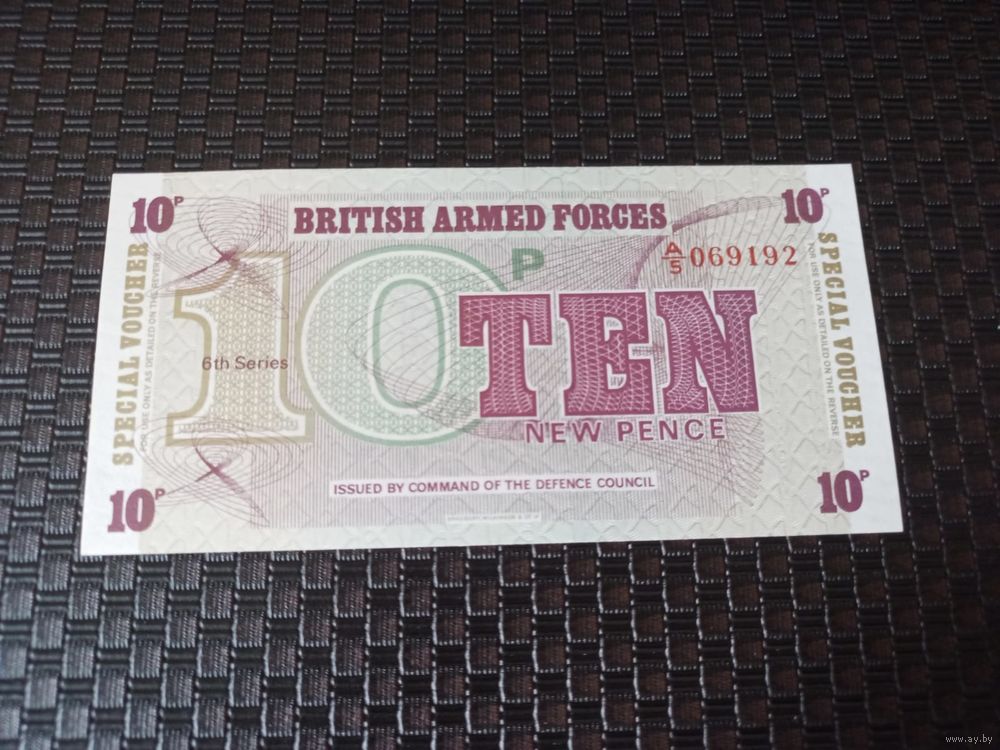 10P
BRITISH ARMED FORCES
10P
A/5 069192
SPECIAL VOUCHER
FOR USE ONLY AS DETAILED ON THE REVERSE
10 P
6th Series
TEN
NEW PENCE
SPECIAL VOUCHER
FOR USE ONLY AS DETAILED ON THE REVERSE
ISSUED BY COMMAND OF THE DEFENCE COUNCIL
10P
10P
www.ay.by